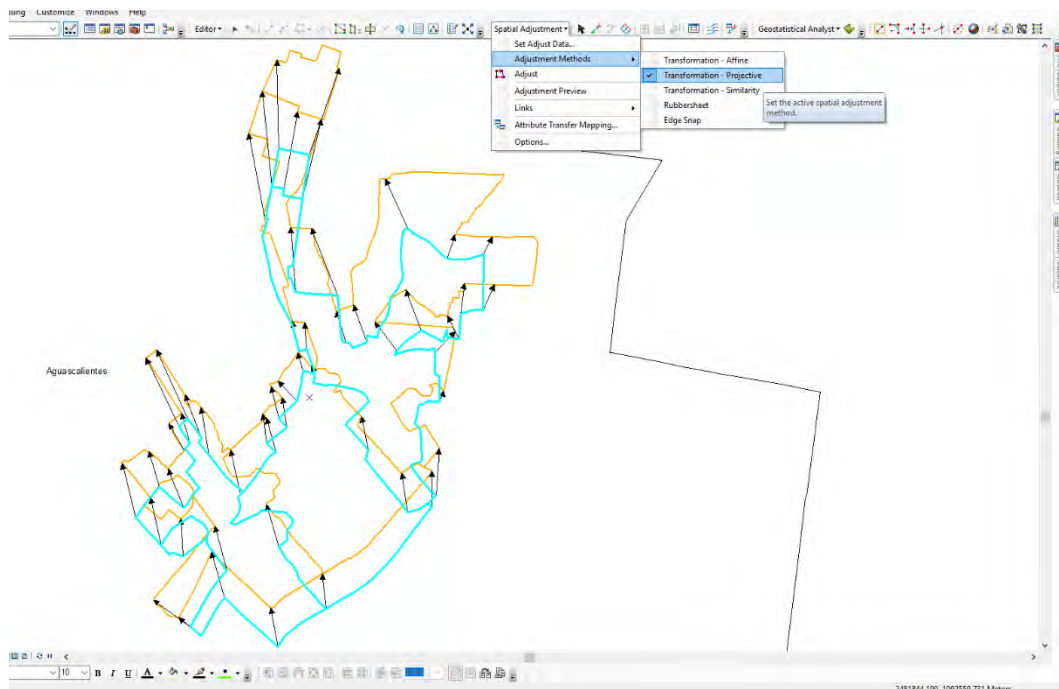 Customize Windows Help
Editor▾
Spatial Adjustment▾
Geostatistical Analyst▾
Set Adjust Data...
Adjustment Methods
Adjust
Adjustment Preview
Links
Attribute Transfer Mapping...
Options...
Transformation - Affine
Transformation - Projective
Transformation - Similarity
Rubbersheet
Edge Snap
Set the active spatial adjustment
method.
Aguascalientes
10
B I U A